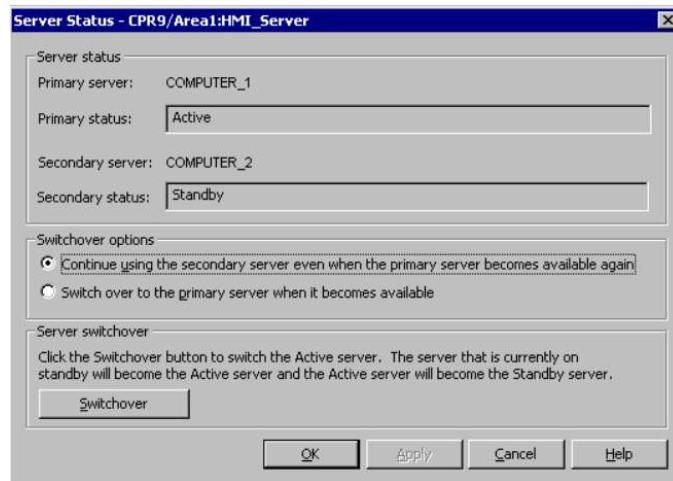 Server Status - CPR9/Area1:HMI_Server
Server status
Primary server: COMPUTER_1
Primary status: Active
Secondary server: COMPUTER_2
Secondary status: Standby
Switchover options
Continue using the secondary server even when the primary server becomes available again
Switch over to the primary server when it becomes available
Server switchover
Click the Switchover button to switch the Active server. The server that is currently on
standby will become the Active server and the Active server will become the Standby server.
Switchover
OK Apply Cancel Help